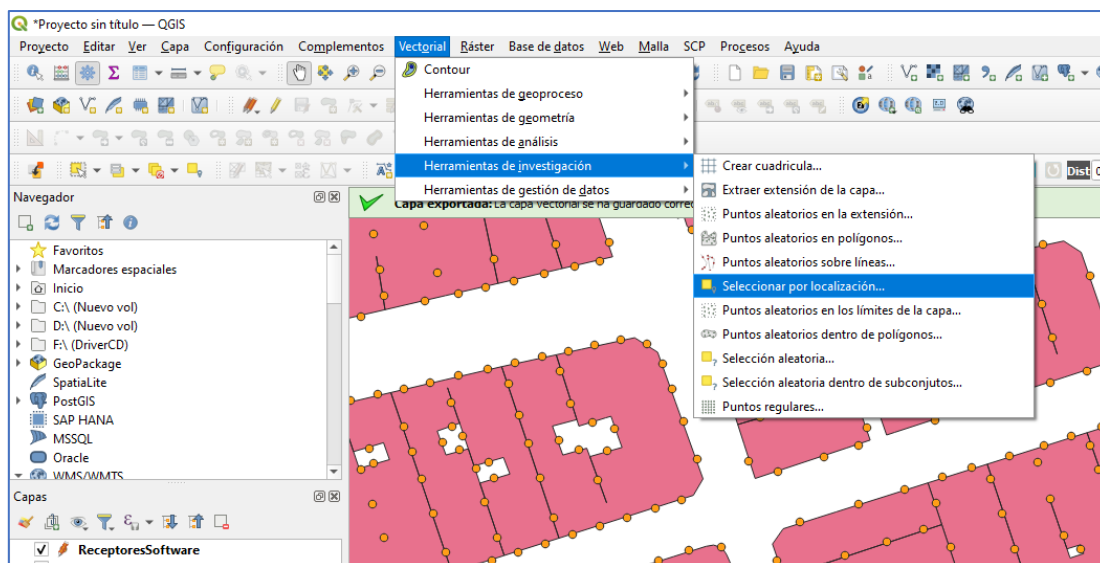 *Proyecto sin título — QGIS
Proyecto Editar Ver Capa Configuración Complementos Vectorial Ráster Base de datos Web Malla SCP Procesos Ayuda
Contour
Herramientas de geoproceso
Herramientas de geometría
Herramientas de análisis
Herramientas de investigación
Herramientas de gestión de datos
Crear cuadricula...
Extraer extensión de la capa...
Puntos aleatorios en la extensión...
Puntos aleatorios en polígonos...
Puntos aleatorios sobre líneas...
Seleccionar por localización...
Puntos aleatorios en los límites de la capa...
Puntos aleatorios dentro de polígonos...
Selección aleatoria...
Selección aleatoria dentro de subconjutos...
Puntos regulares...
Dist
Capa exportada: La capa vectorial se ha guardado correc
Navegador
Favoritos
Marcadores espaciales
Inicio
C:\ (Nuevo vol)
D:\ (Nuevo vol)
F:\ (DriverCD)
GeoPackage
SpatiaLite
PostGIS
SAP HANA
MSSQL
Oracle
WMS/WMTS
Capas
ReceptoresSoftware